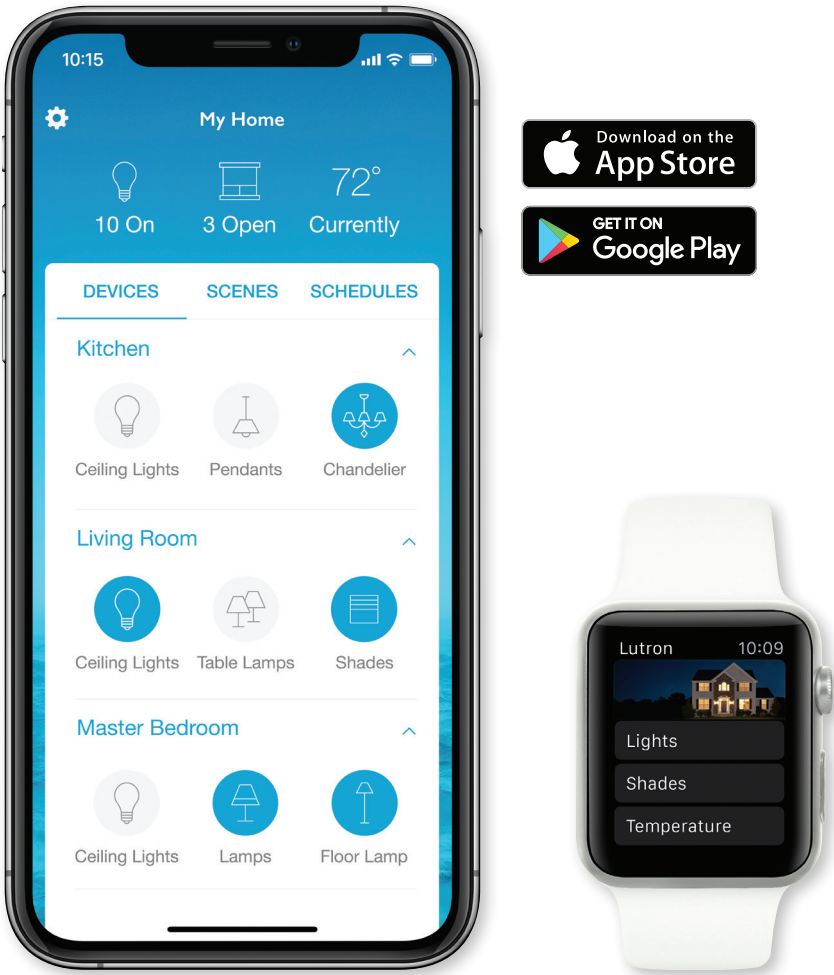 10:15
My Home
10 On
3 Open
72°
Currently
DEVICES
SCENES
SCHEDULES
Kitchen
Ceiling Lights
Pendants
Chandelier
Living Room
Ceiling Lights
Table Lamps
Shades
Master Bedroom
Ceiling Lights
Lamps
Floor Lamp
Download on the
App Store
GET IT ON
Google Play
Lutron 10:09
Lights
Shades
Temperature